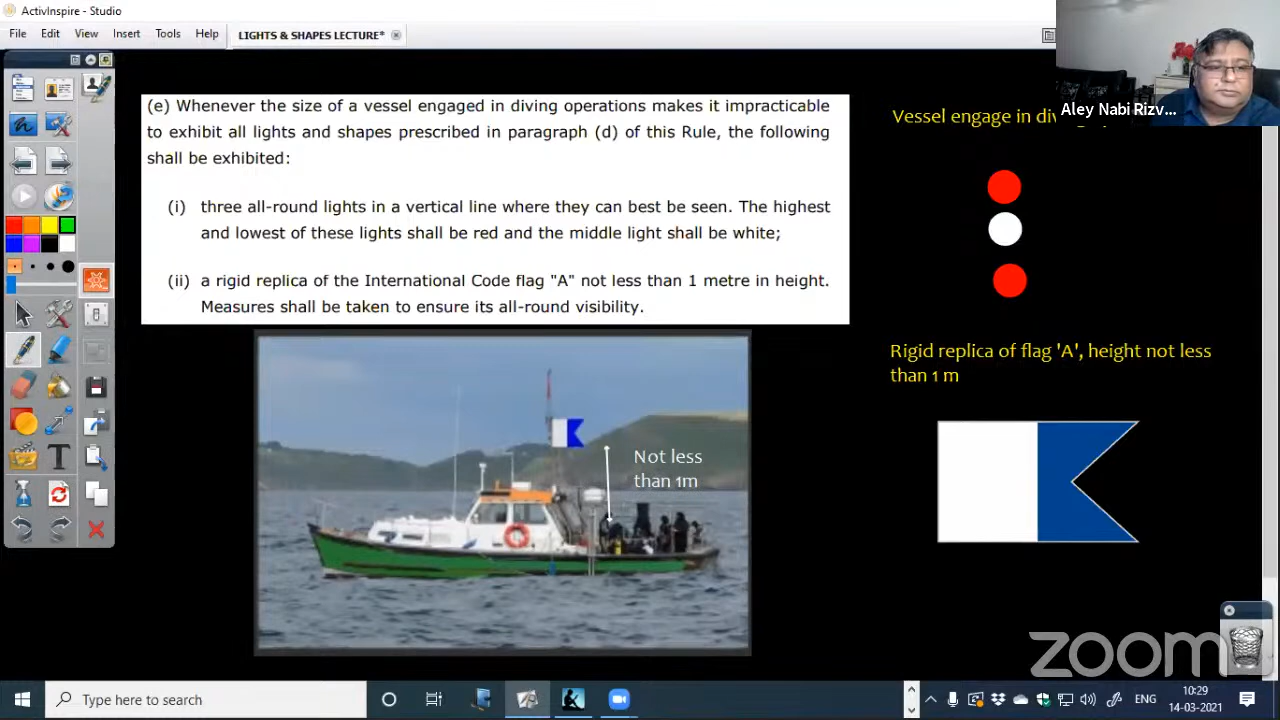 ActivInspire - Studio
File Edit View Insert Tools Help LIGHTS & SHAPES LECTURE*
Aley Nabi Rizv...
(e) Whenever the size of a vessel engaged in diving operations makes it impracticable
to exhibit all lights and shapes prescribed in paragraph (d) of this Rule, the following
shall be exhibited:
(i) three all-round lights in a vertical line where they can best be seen. The highest
and lowest of these lights shall be red and the middle light shall be white;
(ii) a rigid replica of the International Code flag "A" not less than 1 metre in height.
Measures shall be taken to ensure its all-round visibility.
Vessel engage in
Rigid replica of flag 'A', height not less
than 1 m
Not less
than 1m
zoom
Type here to search
ENG
10:29
14-03-2021